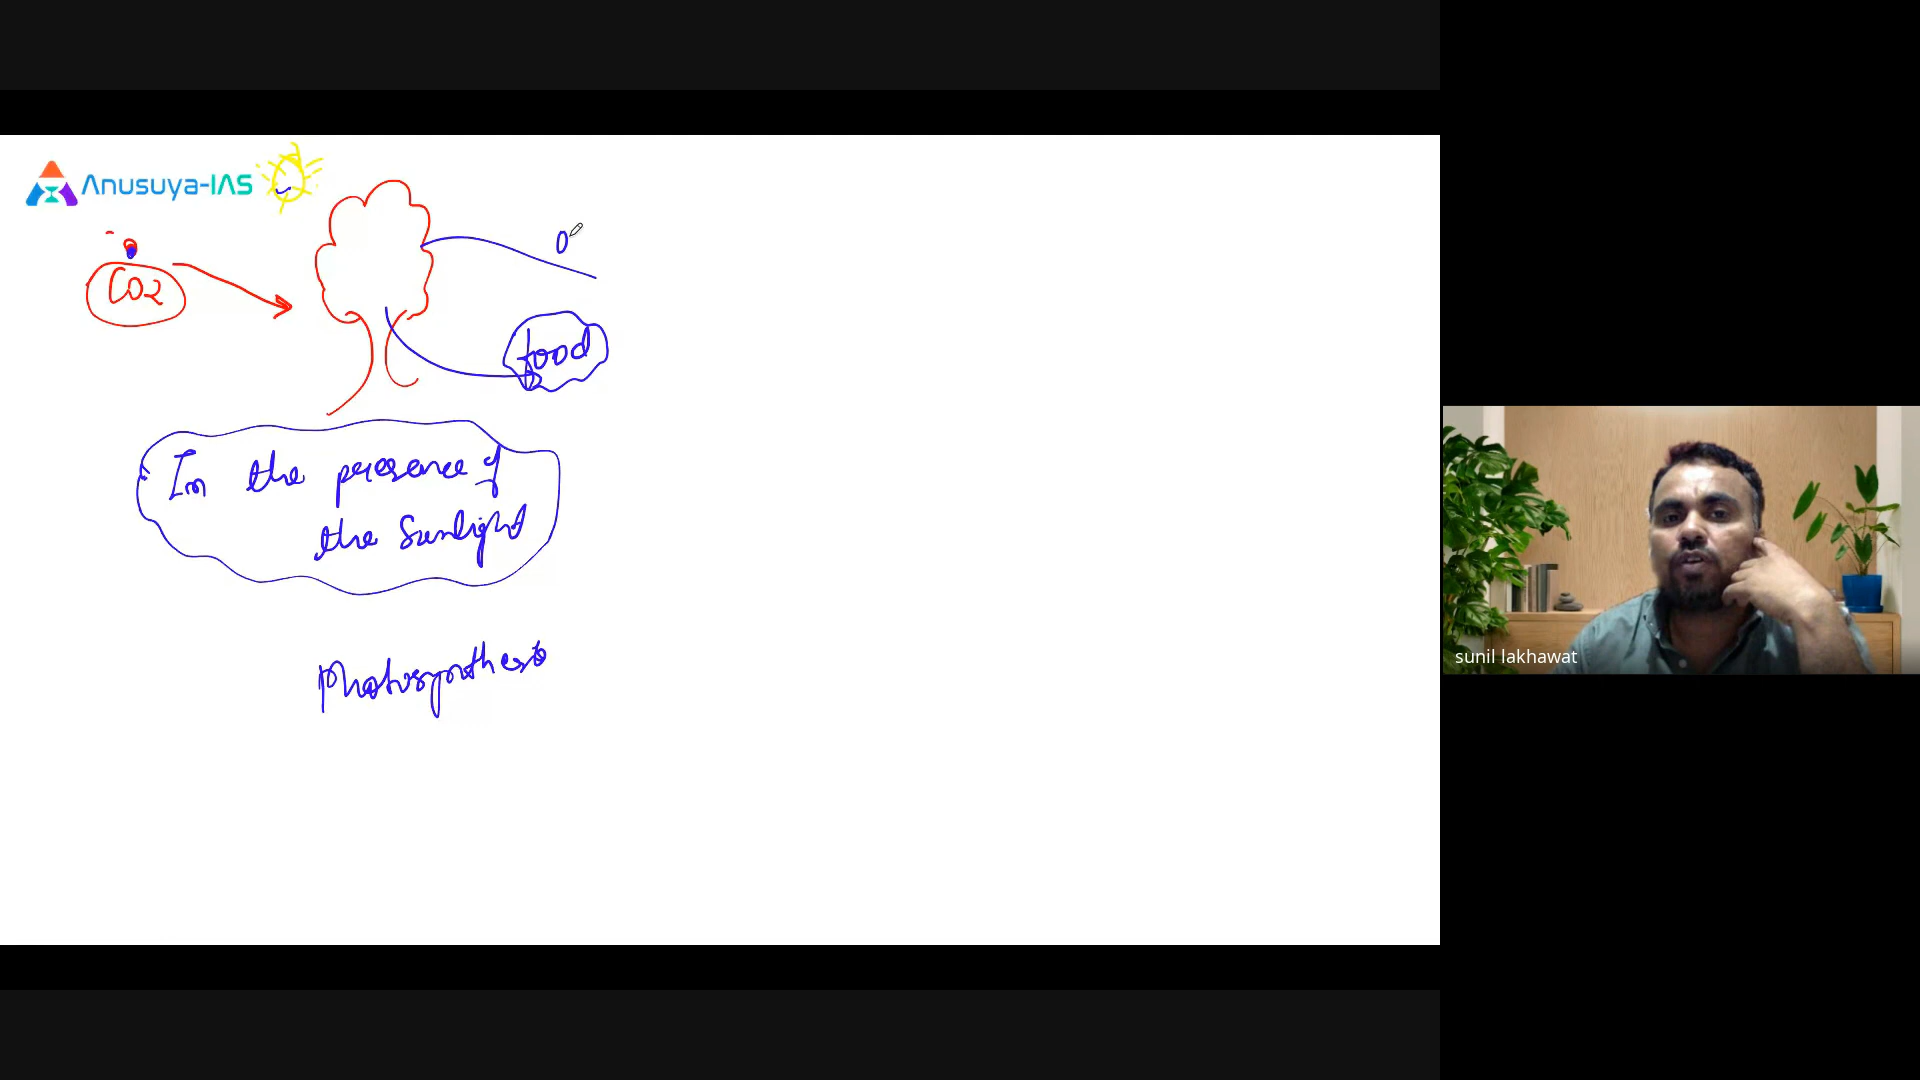 Anusuya-IAS
CO2
O
food
In the presence of
the Sunlight
Photosynthesis
sunil lakhawat